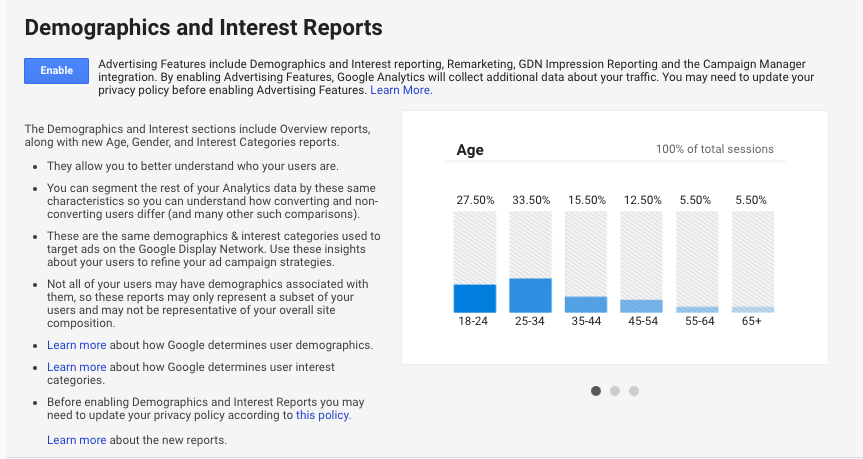 Demographics and Interest Reports
Enable
Advertising Features include Demographics and Interest reporting, Remarketing, GDN Impression Reporting and the Campaign Manager
integration. By enabling Advertising Features, Google Analytics will collect additional data about your traffic. You may need to update your
privacy policy before enabling Advertising Features. Learn More.
The Demographics and Interest sections include Overview reports,
along with new Age, Gender, and Interest Categories reports.
• They allow you to better understand who your users are.
• You can segment the rest of your Analytics data by these same
characteristics so you can understand how converting and non-
converting users differ (and many other such comparisons).
• These are the same demographics & interest categories used to
target ads on the Google Display Network. Use these insights
about your users to refine your ad campaign strategies.
• Not all of your users may have demographics associated with
them, so these reports may only represent a subset of your
users and may not be representative of your overall site
composition.
• Learn more about how Google determines user demographics.
• Learn more about how Google determines user interest
categories.
• Before enabling Demographics and Interest Reports you may
need to update your privacy policy according to this policy.
Learn more about the new reports.
Age 100% of total sessions
27.50% 33.50% 15.50% 12.50% 5.50% 5.50%
18-24 25-34 35-44 45-54 55-64 65+